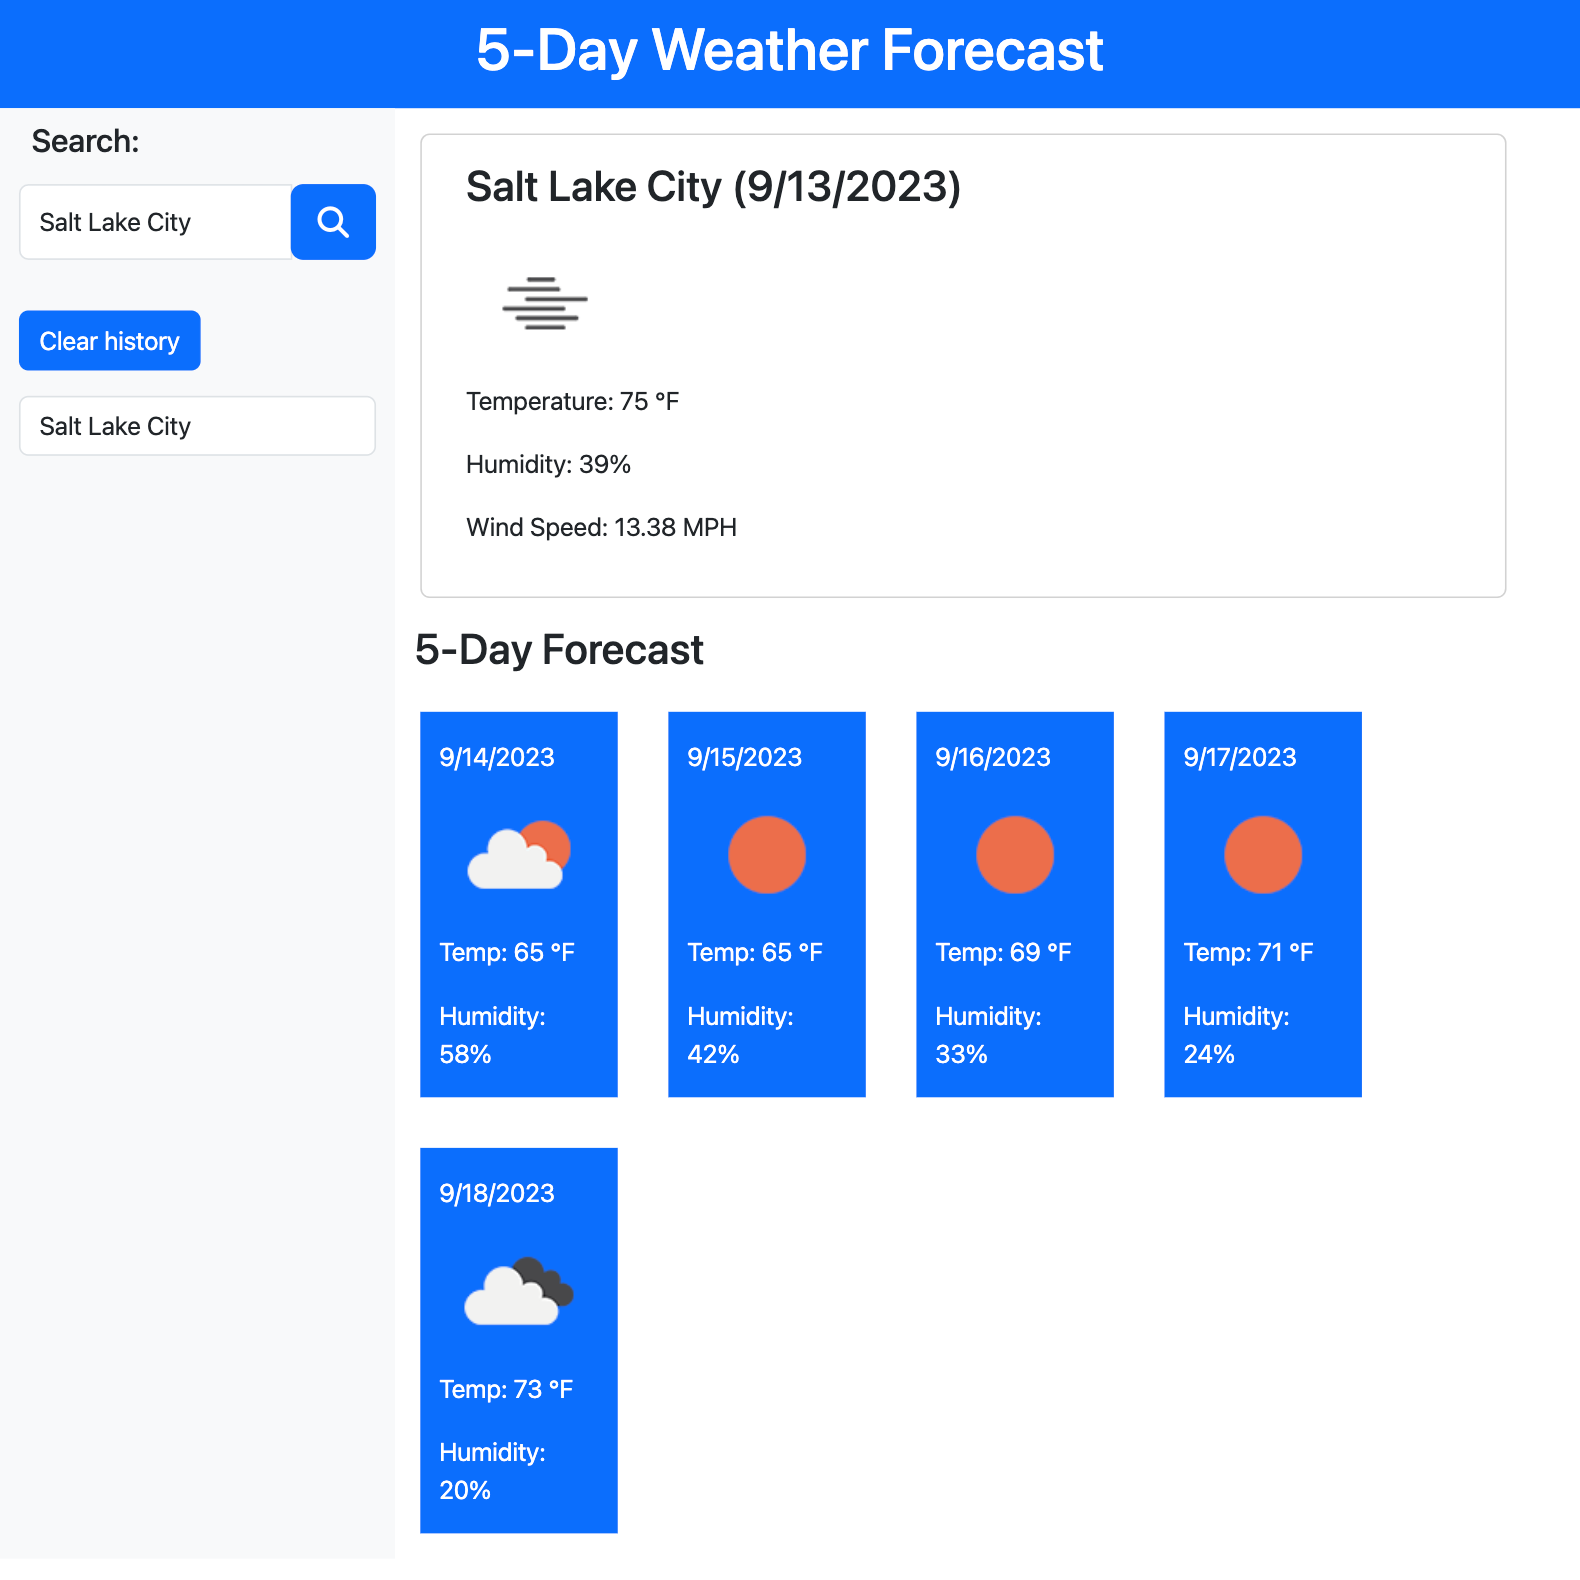 5-Day Weather Forecast
Search:
Salt Lake City
Clear history
Salt Lake City
Salt Lake City (9/13/2023)
Temperature: 75 °F
Humidity: 39%
Wind Speed: 13.38 MPH
5-Day Forecast
9/14/2023
Temp: 65 °F
Humidity:
58%
9/15/2023
Temp: 65 °F
Humidity:
42%
9/16/2023
Temp: 69 °F
Humidity:
33%
9/17/2023
Temp: 71 °F
Humidity:
24%
9/18/2023
Temp: 73 °F
Humidity:
20%